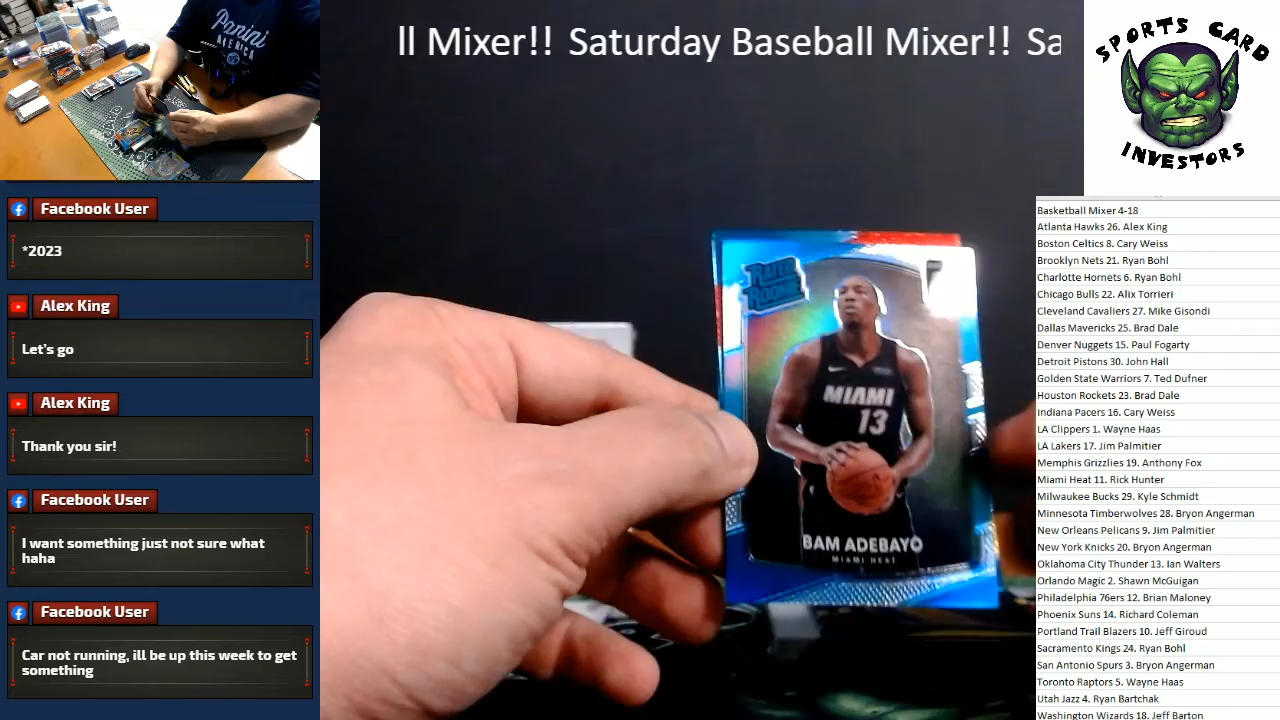 Panini
AMERICA
ll Mixer!! Saturday Baseball Mixer!! Sa
SPORTS CARD
INVESTORS
Facebook User
*2023
Alex King
Let's go
Alex King
Thank you sir!
Facebook User
I want something just not sure what
haha
Facebook User
Car not running, ill be up this week to get
something
RATED
ROOKIE
MIAMI
13
BAM ADEBAYO
MIAMI HEAT
Basketball Mixer 4-18
Atlanta Hawks 26. Alex King
Boston Celtics 8. Cary Weiss
Brooklyn Nets 21. Ryan Bohl
Charlotte Hornets 6. Ryan Bohl
Chicago Bulls 22. Alix Torrieri
Cleveland Cavaliers 27. Mike Gisondi
Dallas Mavericks 25. Brad Dale
Denver Nuggets 15. Paul Fogarty
Detroit Pistons 30. John Hall
Golden State Warriors 7. Ted Dufner
Houston Rockets 23. Brad Dale
Indiana Pacers 16. Cary Weiss
LA Clippers 1. Wayne Haas
LA Lakers 17. Jim Palmitier
Memphis Grizzlies 19. Anthony Fox
Miami Heat 11. Rick Hunter
Milwaukee Bucks 29. Kyle Schmidt
Minnesota Timberwolves 28. Bryon Angerman
New Orleans Pelicans 9. Jim Palmitier
New York Knicks 20. Bryon Angerman
Oklahoma City Thunder 13. Ian Walters
Orlando Magic 2. Shawn McGuigan
Philadelphia 76ers 12. Brian Maloney
Phoenix Suns 14. Richard Coleman
Portland Trail Blazers 10. Jeff Giroud
Sacramento Kings 24. Ryan Bohl
San Antonio Spurs 3. Bryon Angerman
Toronto Raptors 5. Wayne Haas
Utah Jazz 4. Ryan Bartchak
Washington Wizards 18. Jeff Barton